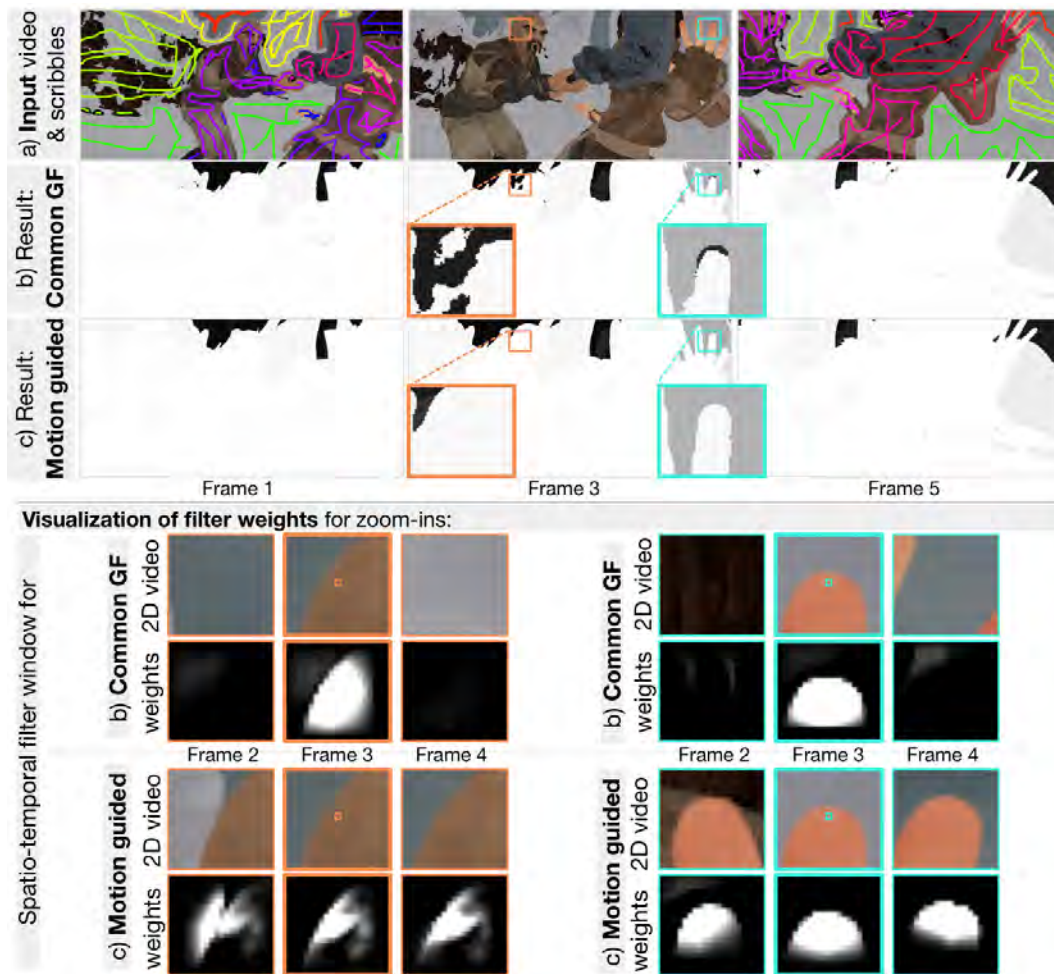 a) Input video
& scribbles
b) Result:
Common GF
c) Result:
Motion guided
Frame 1
Frame 3
Frame 5
Visualization of filter weights for zoom-ins:
Spatio-temporal filter window for
b) Common GF
2D video
weights
b) Common GF
2D video
weights
Frame 2
Frame 3
Frame 4
Frame 2
Frame 3
Frame 4
c) Motion guided
2D video
weights
c) Motion guided
2D video
weights